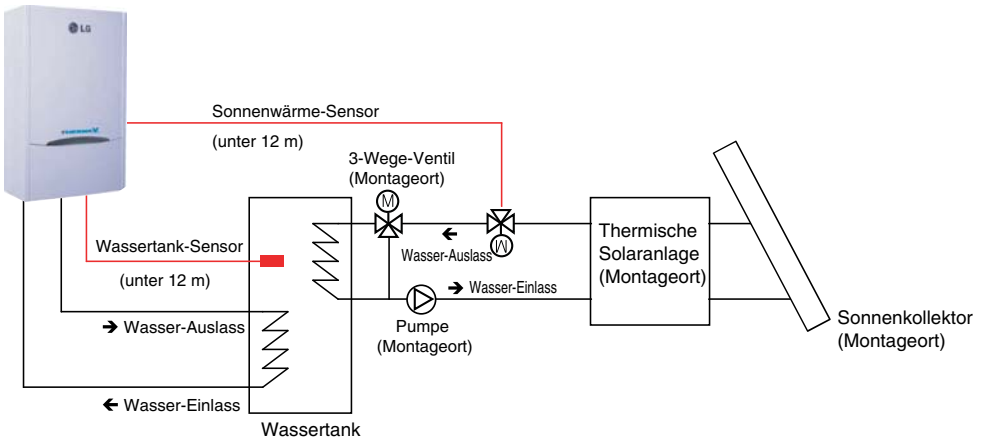 LG
THERMA V
Sonnenwärme-Sensor
(unter 12 m)
3-Wege-Ventil
(Montageort)
M
M
Wassertank-Sensor
(unter 12 m)
➔ Wasser-Auslass
← Wasser-Einlass
Wassertank
← Wasser-Auslass
➔ Wasser-Einlass
Pumpe
(Montageort)
Thermische
Solaranlage
(Montageort)
Sonnenkollektor
(Montageort)